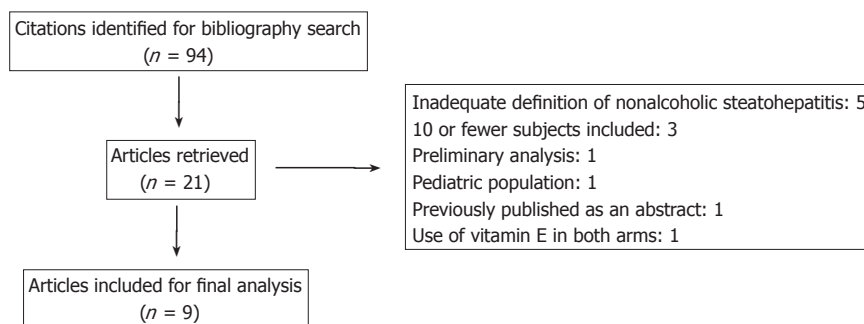 Citations identified for bibliography search
(n = 94)
Articles retrieved
(n = 21)
Inadequate definition of nonalcoholic steatohepatitis: 5
10 or fewer subjects included: 3
Preliminary analysis: 1
Pediatric population: 1
Previously published as an abstract: 1
Use of vitamin E in both arms: 1
Articles included for final analysis
(n = 9)